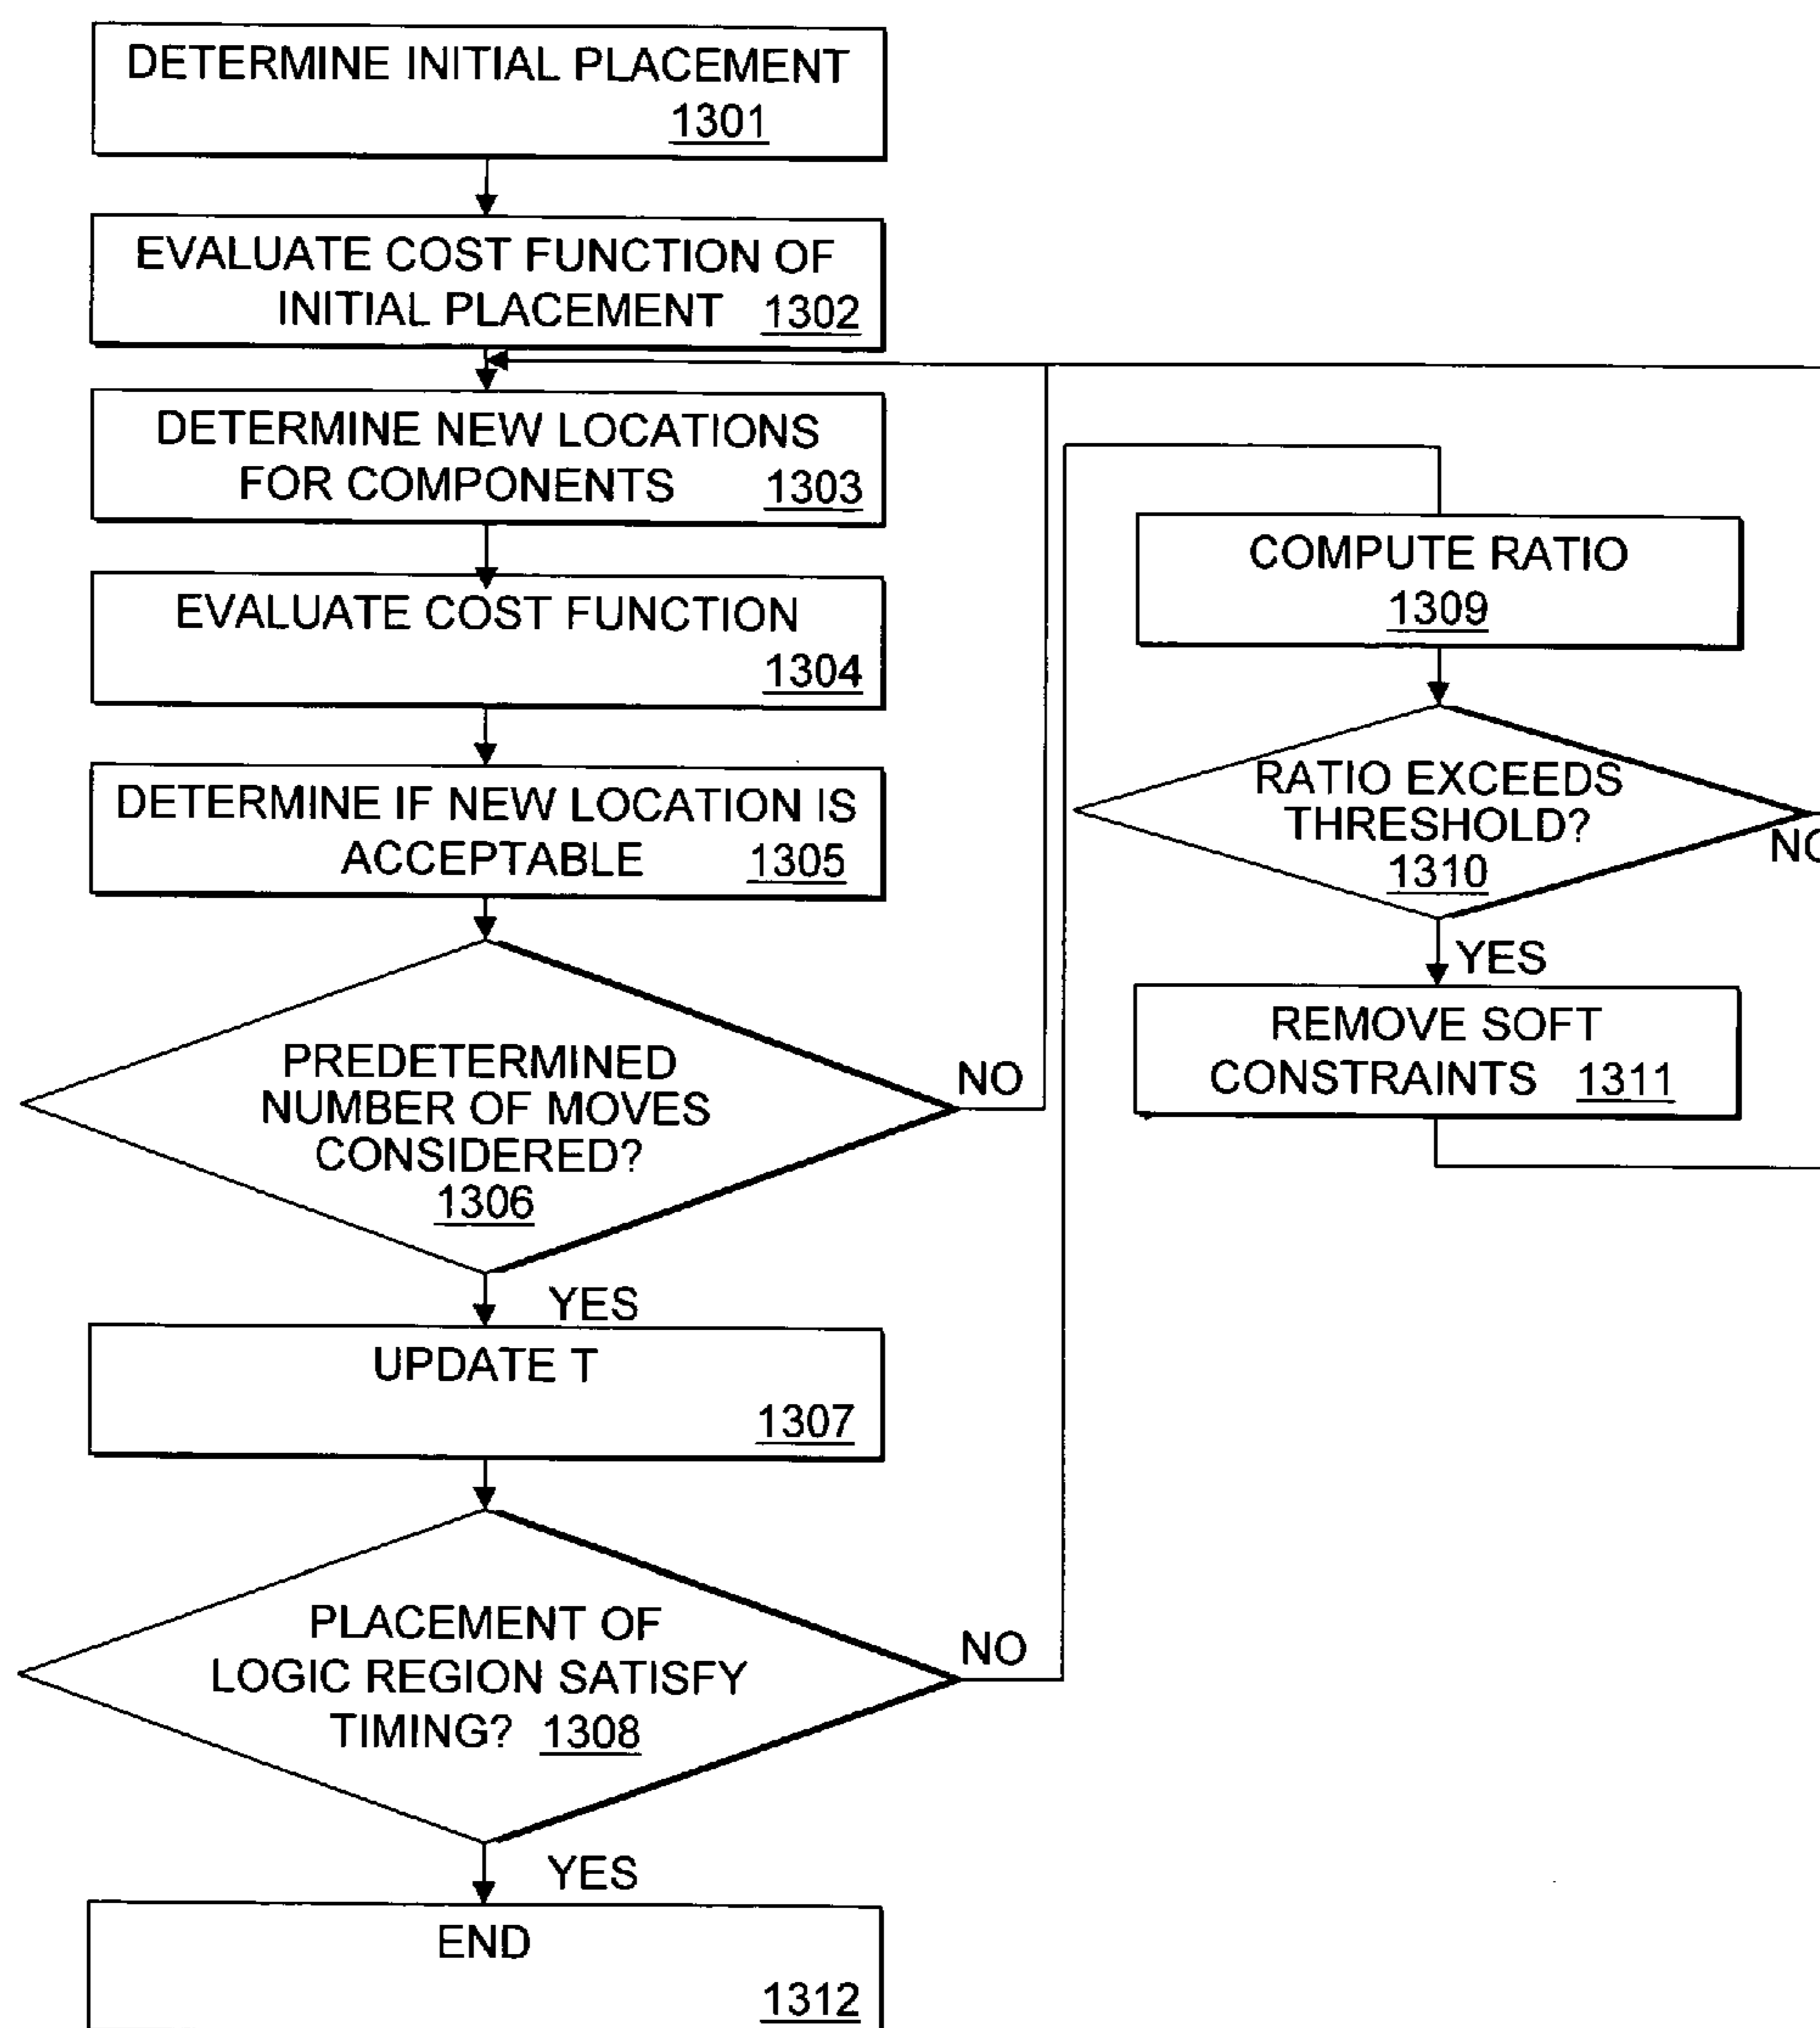 DETERMINE INITIAL PLACEMENT
1301
EVALUATE COST FUNCTION OF
INITIAL PLACEMENT 1302
DETERMINE NEW LOCATIONS
FOR COMPONENTS 1303
EVALUATE COST FUNCTION
1304
DETERMINE IF NEW LOCATION IS
ACCEPTABLE 1305
PREDETERMINED
NUMBER OF MOVES
CONSIDERED?
1306
NO
YES
UPDATE T
1307
PLACEMENT OF
LOGIC REGION SATISFY
TIMING? 1308
NO
YES
END
1312
COMPUTE RATIO
1309
RATIO EXCEEDS
THRESHOLD?
1310
NO
YES
REMOVE SOFT
CONSTRAINTS 1311